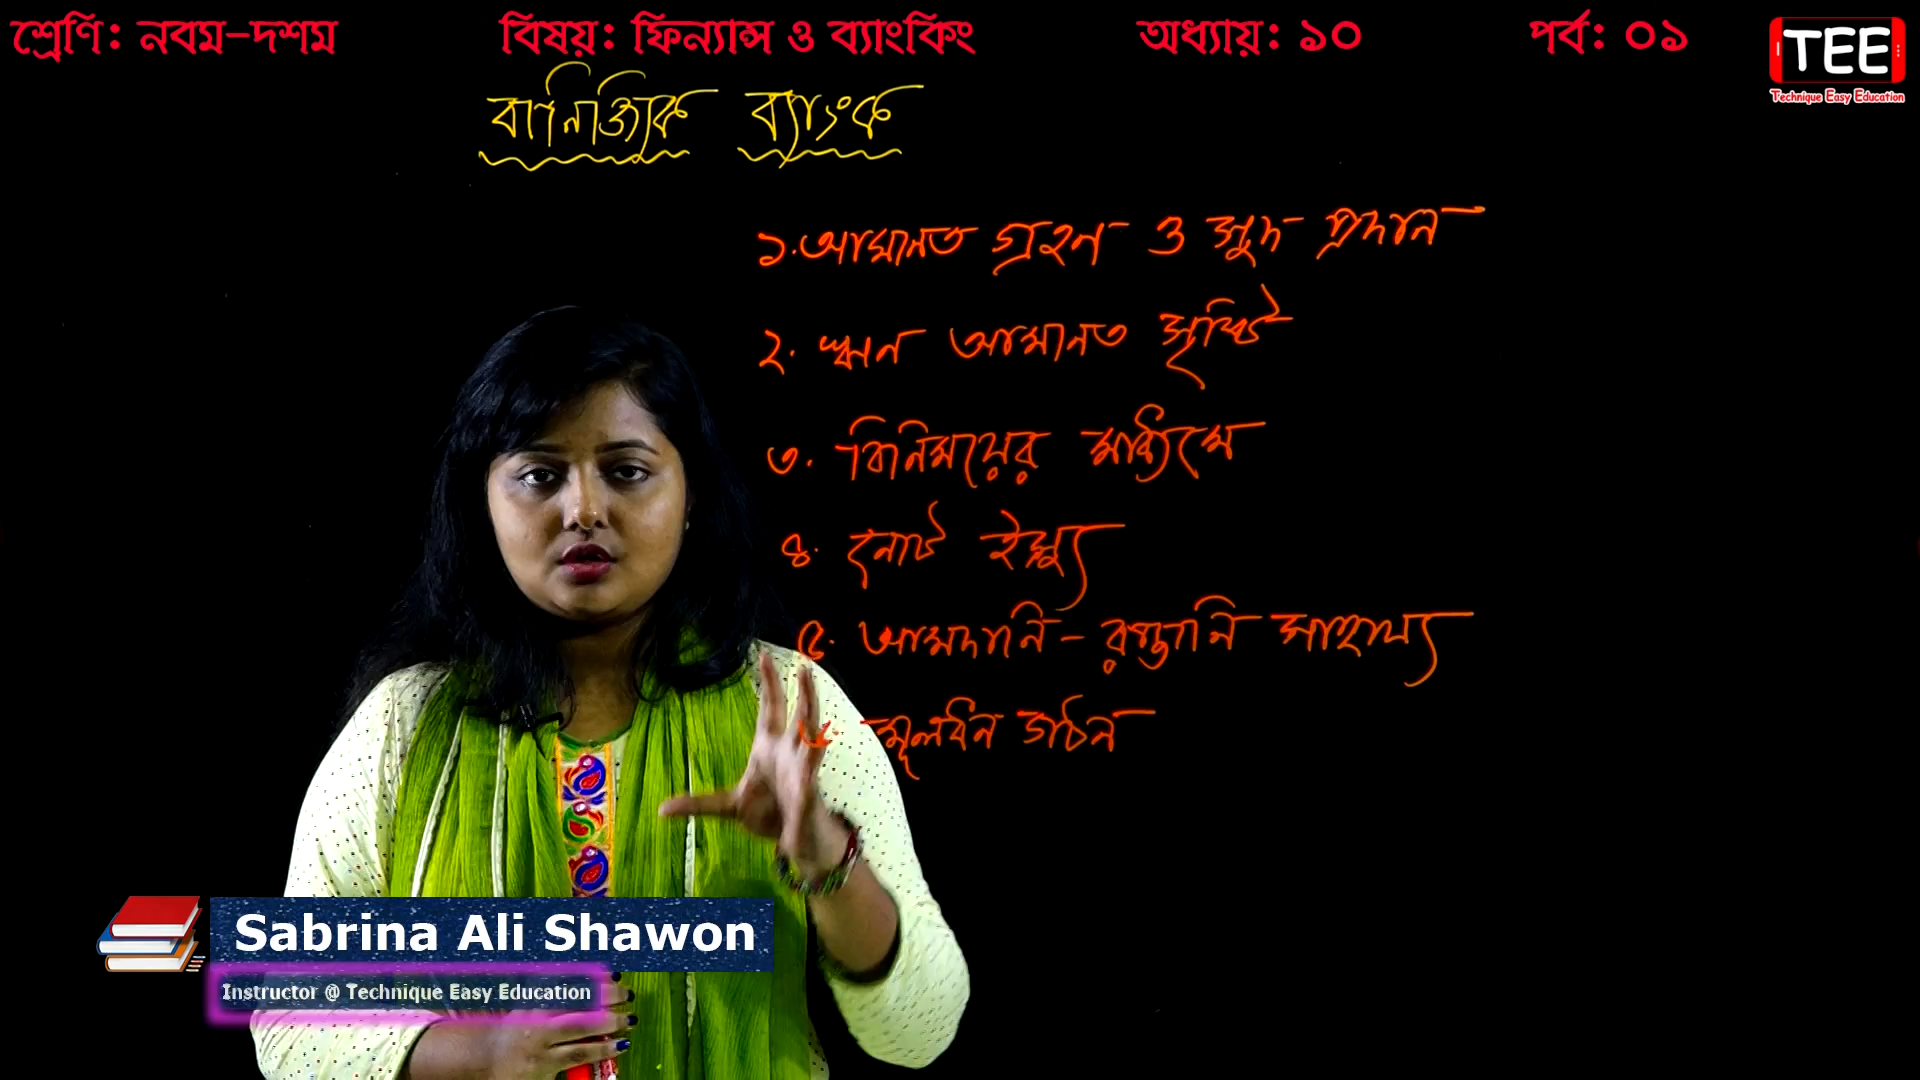 শ্রেণি: নবম-দশম বিষয়: ফিন্যান্স ও ব্যাংকিং অধ্যায়: ১০ পর্ব: ০১
TEE
Technique Easy Education
বানিজ্যিক ব্যাংক
১. আমানত গ্রহণ ও সুদ প্রদান
২. ঋান আমানত সৃষ্টি
৩. বিনিময়ের মাধ্যমে
৪. নোট ইস্যু
৫. আমদানি-রপ্তানি সাহায্য
৬. মূলধন গঠন
Sabrina Ali Shawon
Instructor @ Technique Easy Education